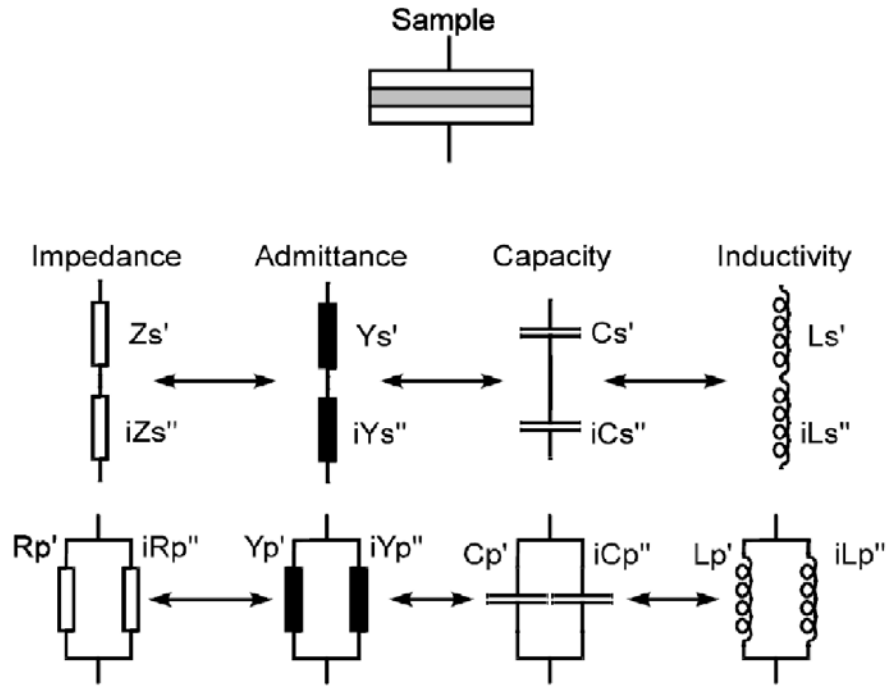 Sample
Impedance Admittance Capacity Inductivity
Zs' Ys' Cs' Ls'
iZs" iYs" iCs" iLs"
Rp' iRp" Yp' iYp" Cp' iCp" Lp' iLp"